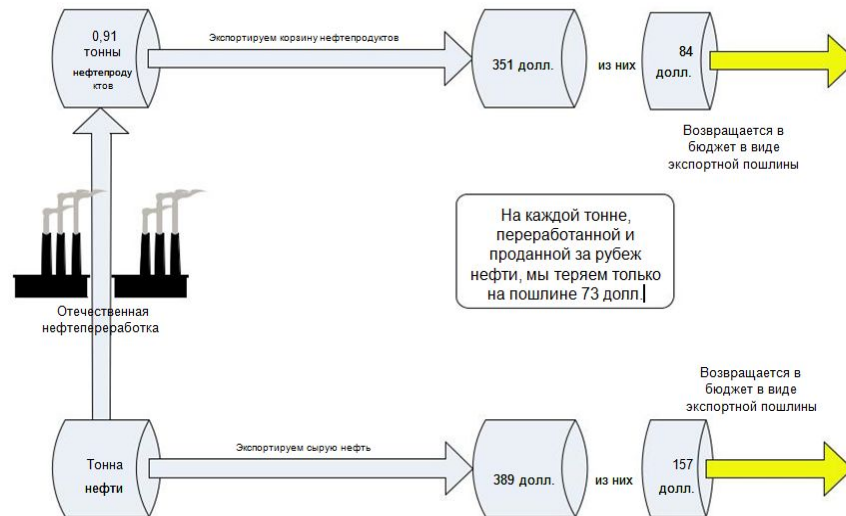 0,91
тонны
нефтепроду
ктов
Экспортируем корзину нефтепродуктов
351 долл.
из них
84
долл.
Возвращается в
бюджет в виде
экспортной пошлины
На каждой тонне,
переработанной и
проданной за рубеж
нефти, мы теряем только
на пошлине 73 долл.
Отечественная
нефтепереработка
Возвращается в
бюджет в виде
экспортной пошлины
Тонна
нефти
Экспортируем сырую нефть
389 долл.
из них
157
долл.